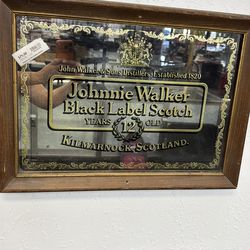 John Walker & Sons Distillers, Established 1820
Johnnie Walker
Black Label Scotch
YEARS 12 OLD
KILMARNOCK, SCOTLAND.